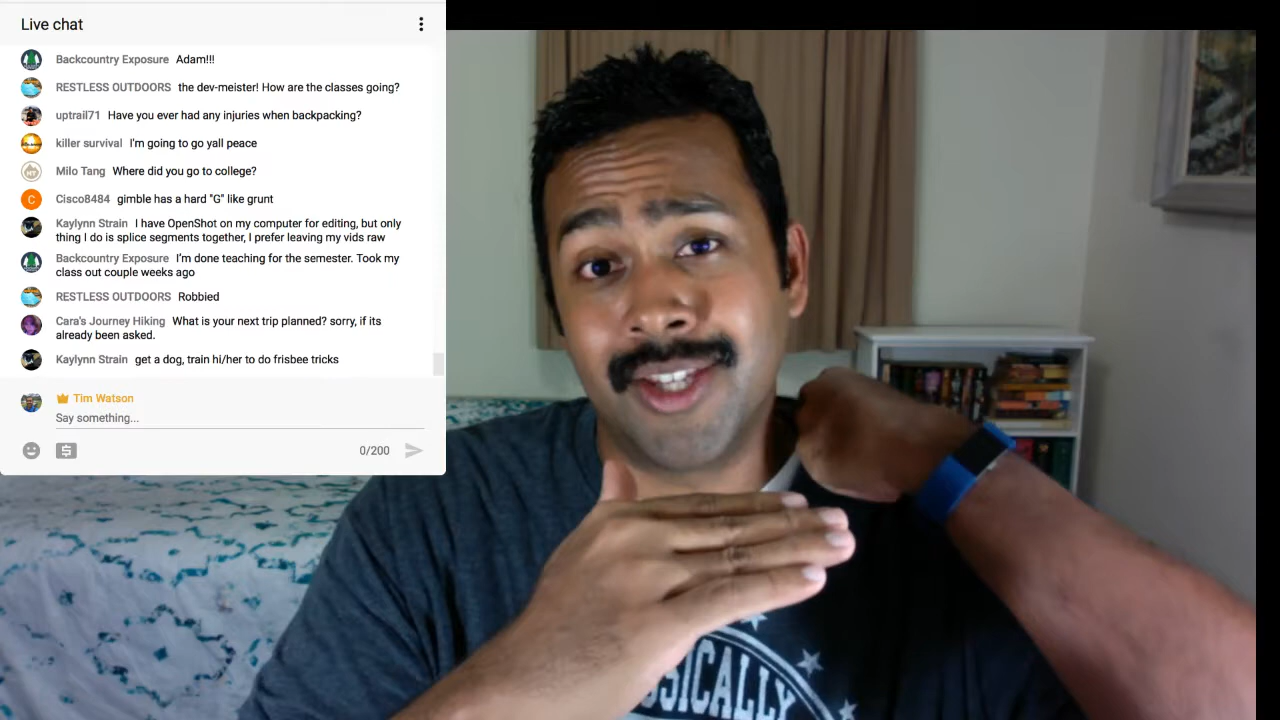 Live chat
Backcountry Exposure Adam!!!
RESTLESS OUTDOORS the dev-meister! How are the classes going?
uptrail71 Have you ever had any injuries when backpacking?
killer survival I'm going to go yall peace
Milo Tang Where did you go to college?
C Cisco8484 gimble has a hard "G" like grunt
Kaylynn Strain I have OpenShot on my computer for editing, but only
thing I do is splice segments together, I prefer leaving my vids raw
Backcountry Exposure I'm done teaching for the semester. Took my
class out couple weeks ago
RESTLESS OUTDOORS Robbied
Cara's Journey Hiking What is your next trip planned? sorry, if its
already been asked.
Kaylynn Strain get a dog, train hi/her to do frisbee tricks
Tim Watson
Say something...
0/200